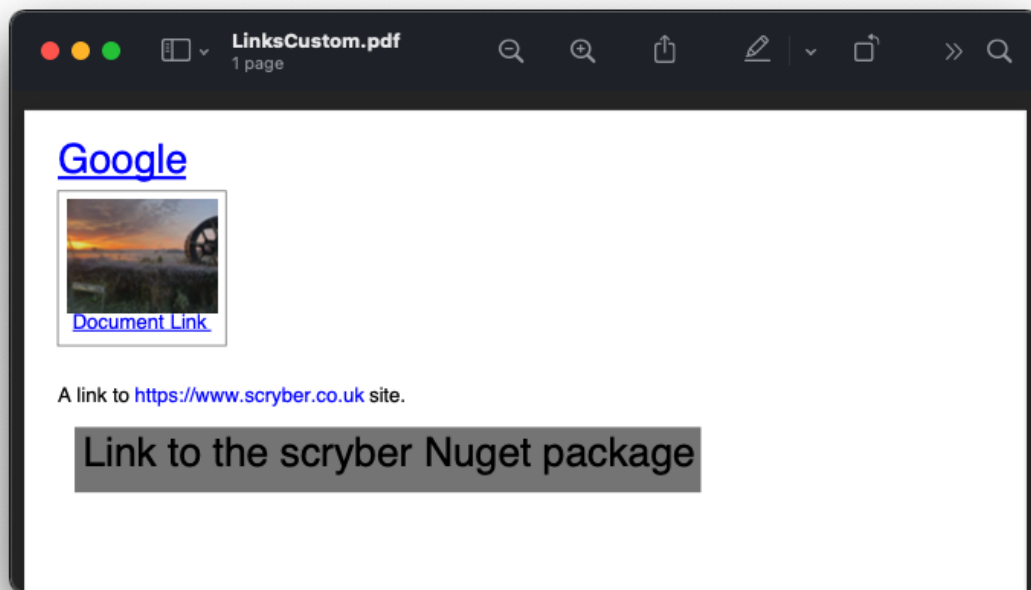 LinksCustom.pdf
1 page
Google
Document Link
A link to https://www.scryber.co.uk site.
Link to the scryber Nuget package